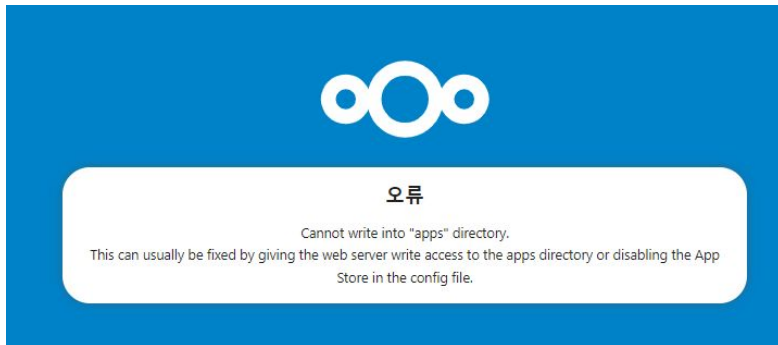 오류
Cannot write into "apps" directory.
This can usually be fixed by giving the web server write access to the apps directory or disabling the App
Store in the config file.